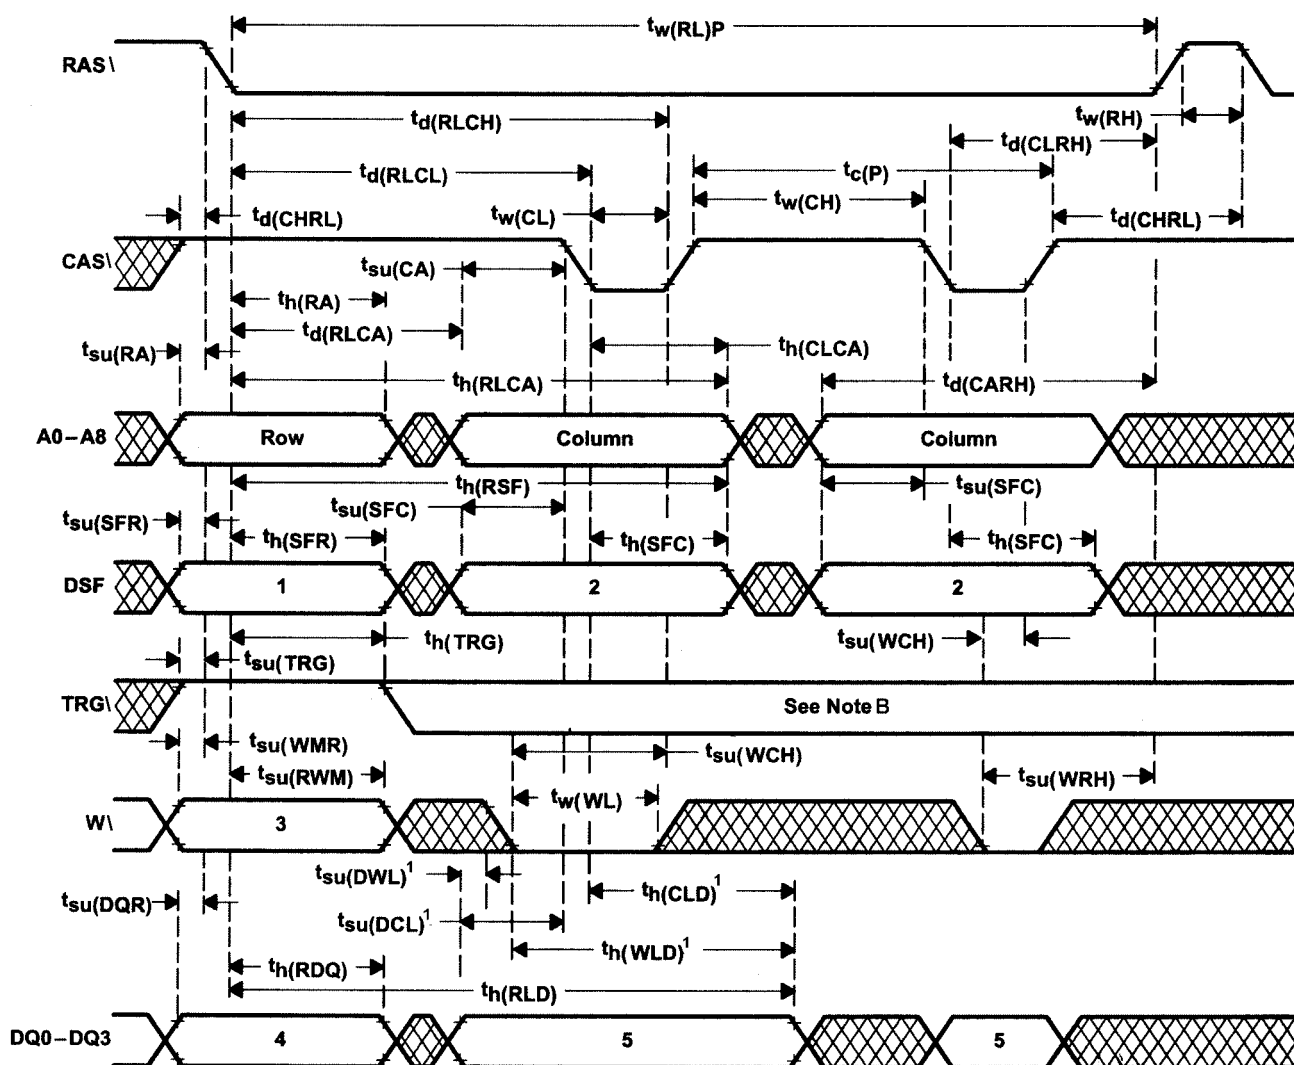 tw(RL)P
RAS\
td(RLCH)
tw(RH)
td(CLRH)
td(RLCL)
tc(P)
td(CHRL)
tw(CL)
tw(CH)
td(CHRL)
CAS\
tsu(CA)
th(RA)
td(RLCA)
tsu(RA)
th(CLCA)
th(RLCA)
td(CARH)
A0–A8
Row
Column
Column
th(RSF)
tsu(SFC)
tsu(SFC)
tsu(SFR)
th(SFR)
th(SFC)
th(SFC)
DSF
1
2
2
th(TRG)
tsu(WCH)
tsu(TRG)
TRG\
See Note B
tsu(WMR)
tsu(WCH)
tsu(RWM)
tsu(WRH)
tw(WL)
W\
3
tsu(DWL)1
th(CLD)1
tsu(DQR)
tsu(DCL)1
th(WLD)1
th(RDQ)
th(RLD)
DQ0–DQ3
4
5
5